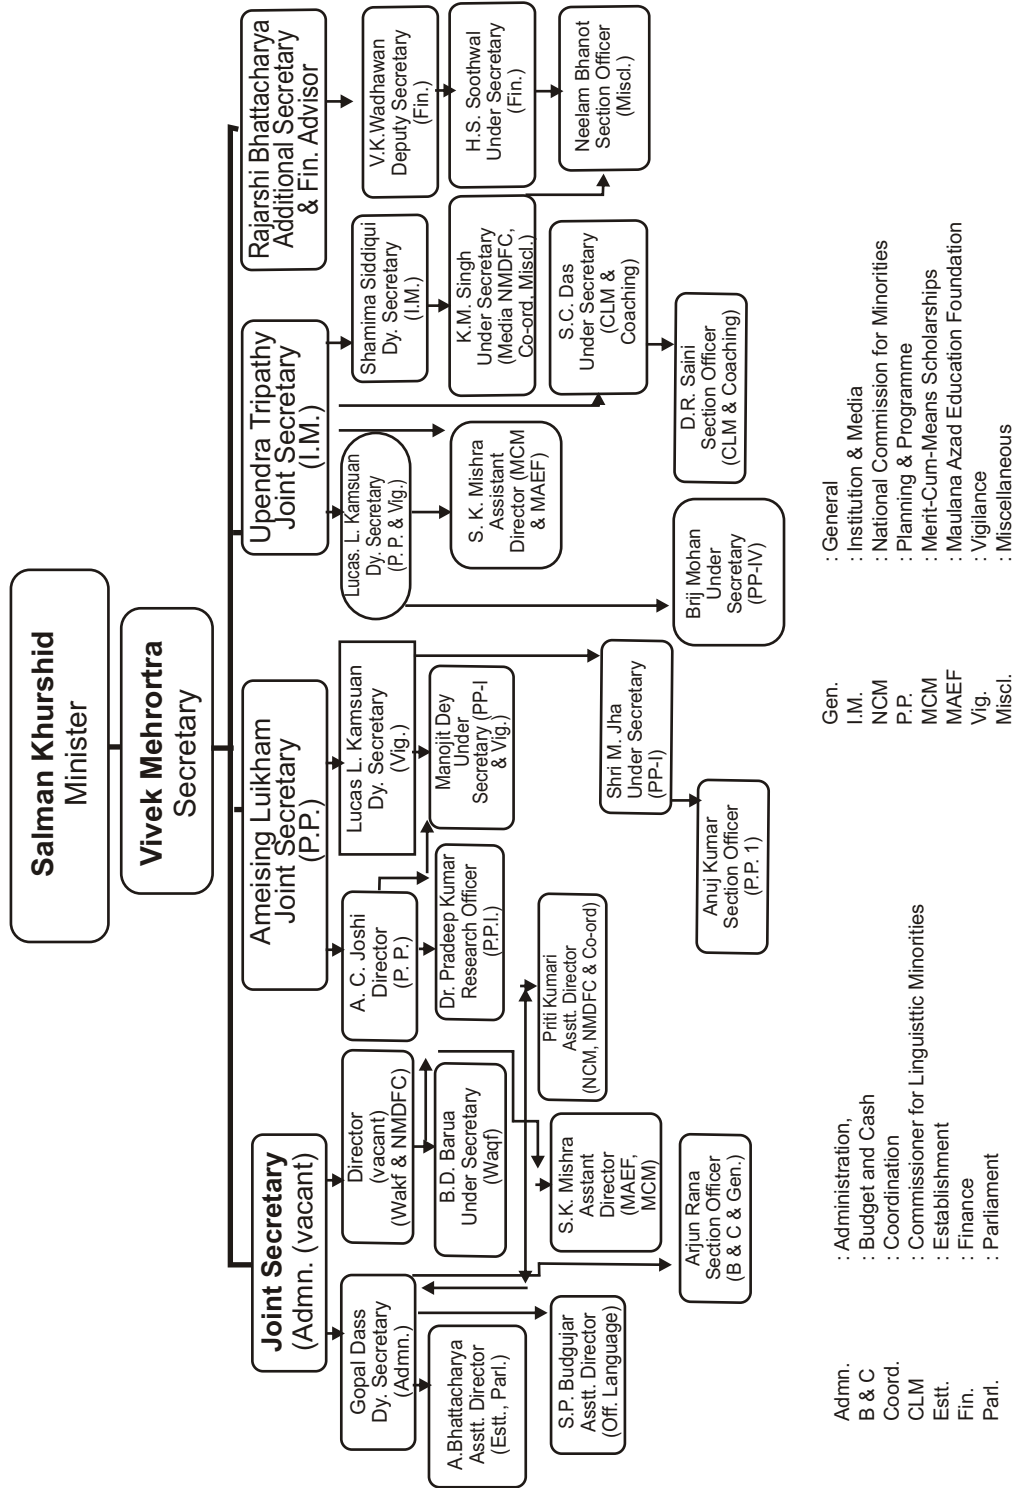 Salman Khurshid
Minister
Vivek Mehrortra
Secretary
Joint Secretary
(Admn. (vacant)
Ameising Luikham
Joint Secretary
(P.P.)
Upendra Tripathy
Joint Secretary
(I.M.)
Rajarshi Bhattacharya
Additional Secretary
& Fin. Advisor
Gopal Dass
Dy. Secretary
(Admn.)
Director
(vacant)
(Wakf & NMDFC)
A. C. Joshi
Director
(P. P.)
Lucas L. Kamsuan
Dy. Secretary
(Vig.)
Lucas. L. Kamsuan
Dy. Secretary
(P. P. & Vig.)
Shamima Siddiqui
Dy. Secretary
(I.M.)
V.K.Wadhawan
Deputy Secretary
(Fin.)
A.Bhattacharya
Asstt. Director
(Estt., Parl.)
B.D. Barua
Under Secretary
(Waqf)
Dr. Pradeep Kumar
Research Officer
(P.P.I.)
Manojit Dey
Under
Secretary (PP-I
& Vig.)
S. K. Mishra
Assistant
Director (MCM
& MAEF)
K.M. Singh
Under Secretary
(Media NMDFC,
Co-ord, Miscl.)
H.S. Soothwal
Under Secretary
(Fin.)
S.P. Budgujar
Asstt. Director
(Off. Language)
S.K. Mishra
Asstant
Director
(MAEF,
MCM)
Priti Kumari
Asstt. Director
(NCM, NMDFC & Co-ord)
Shri M. Jha
Under Secretary
(PP-I)
S.C. Das
Under Secretary
(CLM &
Coaching)
Neelam Bhanot
Section Officer
(Miscl.)
Arjun Rana
Section Officer
(B & C & Gen.)
Anuj Kumar
Section Officer
(P.P. 1)
Brij Mohan
Under
Secretary
(PP-IV)
D.R. Saini
Section Officer
(CLM & Coaching)
Admn. : Administration,
B & C : Budget and Cash
Coord. : Coordination
CLM : Commissioner for Linguisttic Minorities
Estt. : Establishment
Fin. : Finance
Parl. : Parliament
Gen. : General
I.M. : Institution & Media
NCM : National Commission for Minorities
P.P. : Planning & Programme
MCM : Merit-Cum-Means Scholarships
MAEF : Maulana Azad Education Foundation
Vig. : Vigilance
Miscl. : Miscellaneous